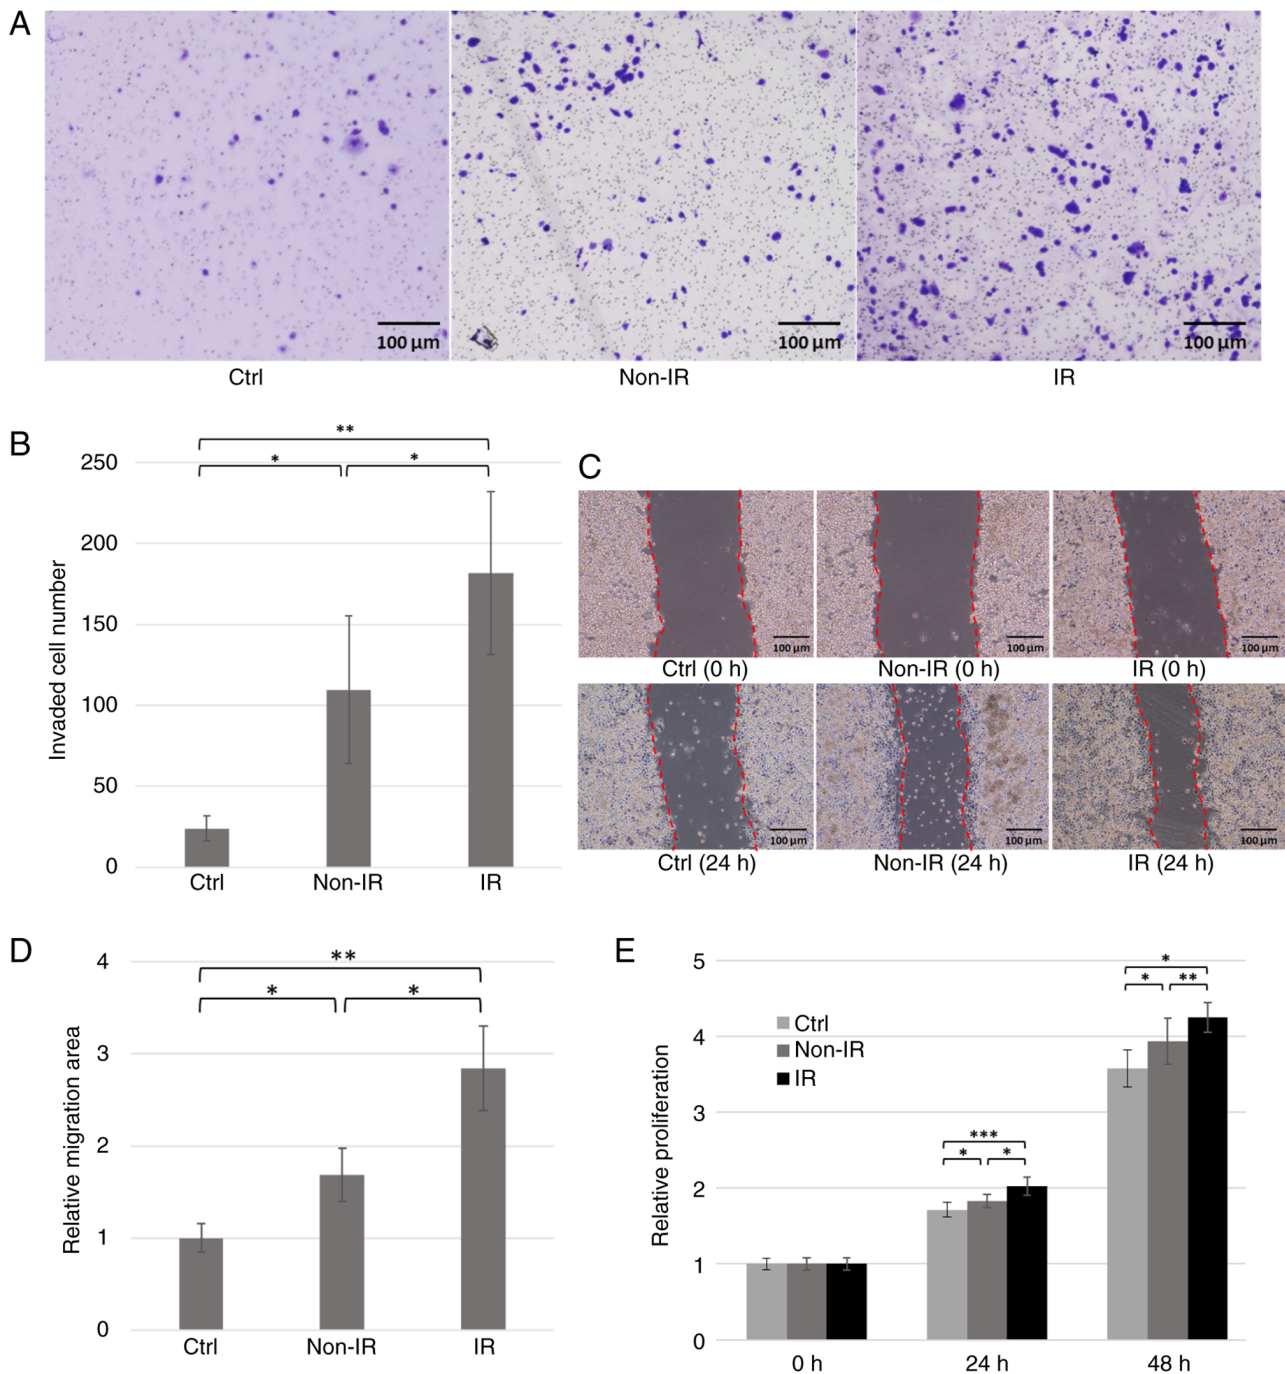 A
100 µm
100 µm
100 µm
Ctrl
Non-IR
IR
B
**
*
*
250
200
150
100
50
0
Invaded cell number
Ctrl
Non-IR
IR
C
100 µm
100 µm
100 µm
Ctrl (0 h)
Non-IR (0 h)
IR (0 h)
100 µm
100 µm
100 µm
Ctrl (24 h)
Non-IR (24 h)
IR (24 h)
D
**
*
*
4
3
2
1
0
Relative migration area
Ctrl
Non-IR
IR
E
5
4
3
2
1
0
Relative proliferation
Ctrl
Non-IR
IR
***
*
*
*
*
**
0 h
24 h
48 h